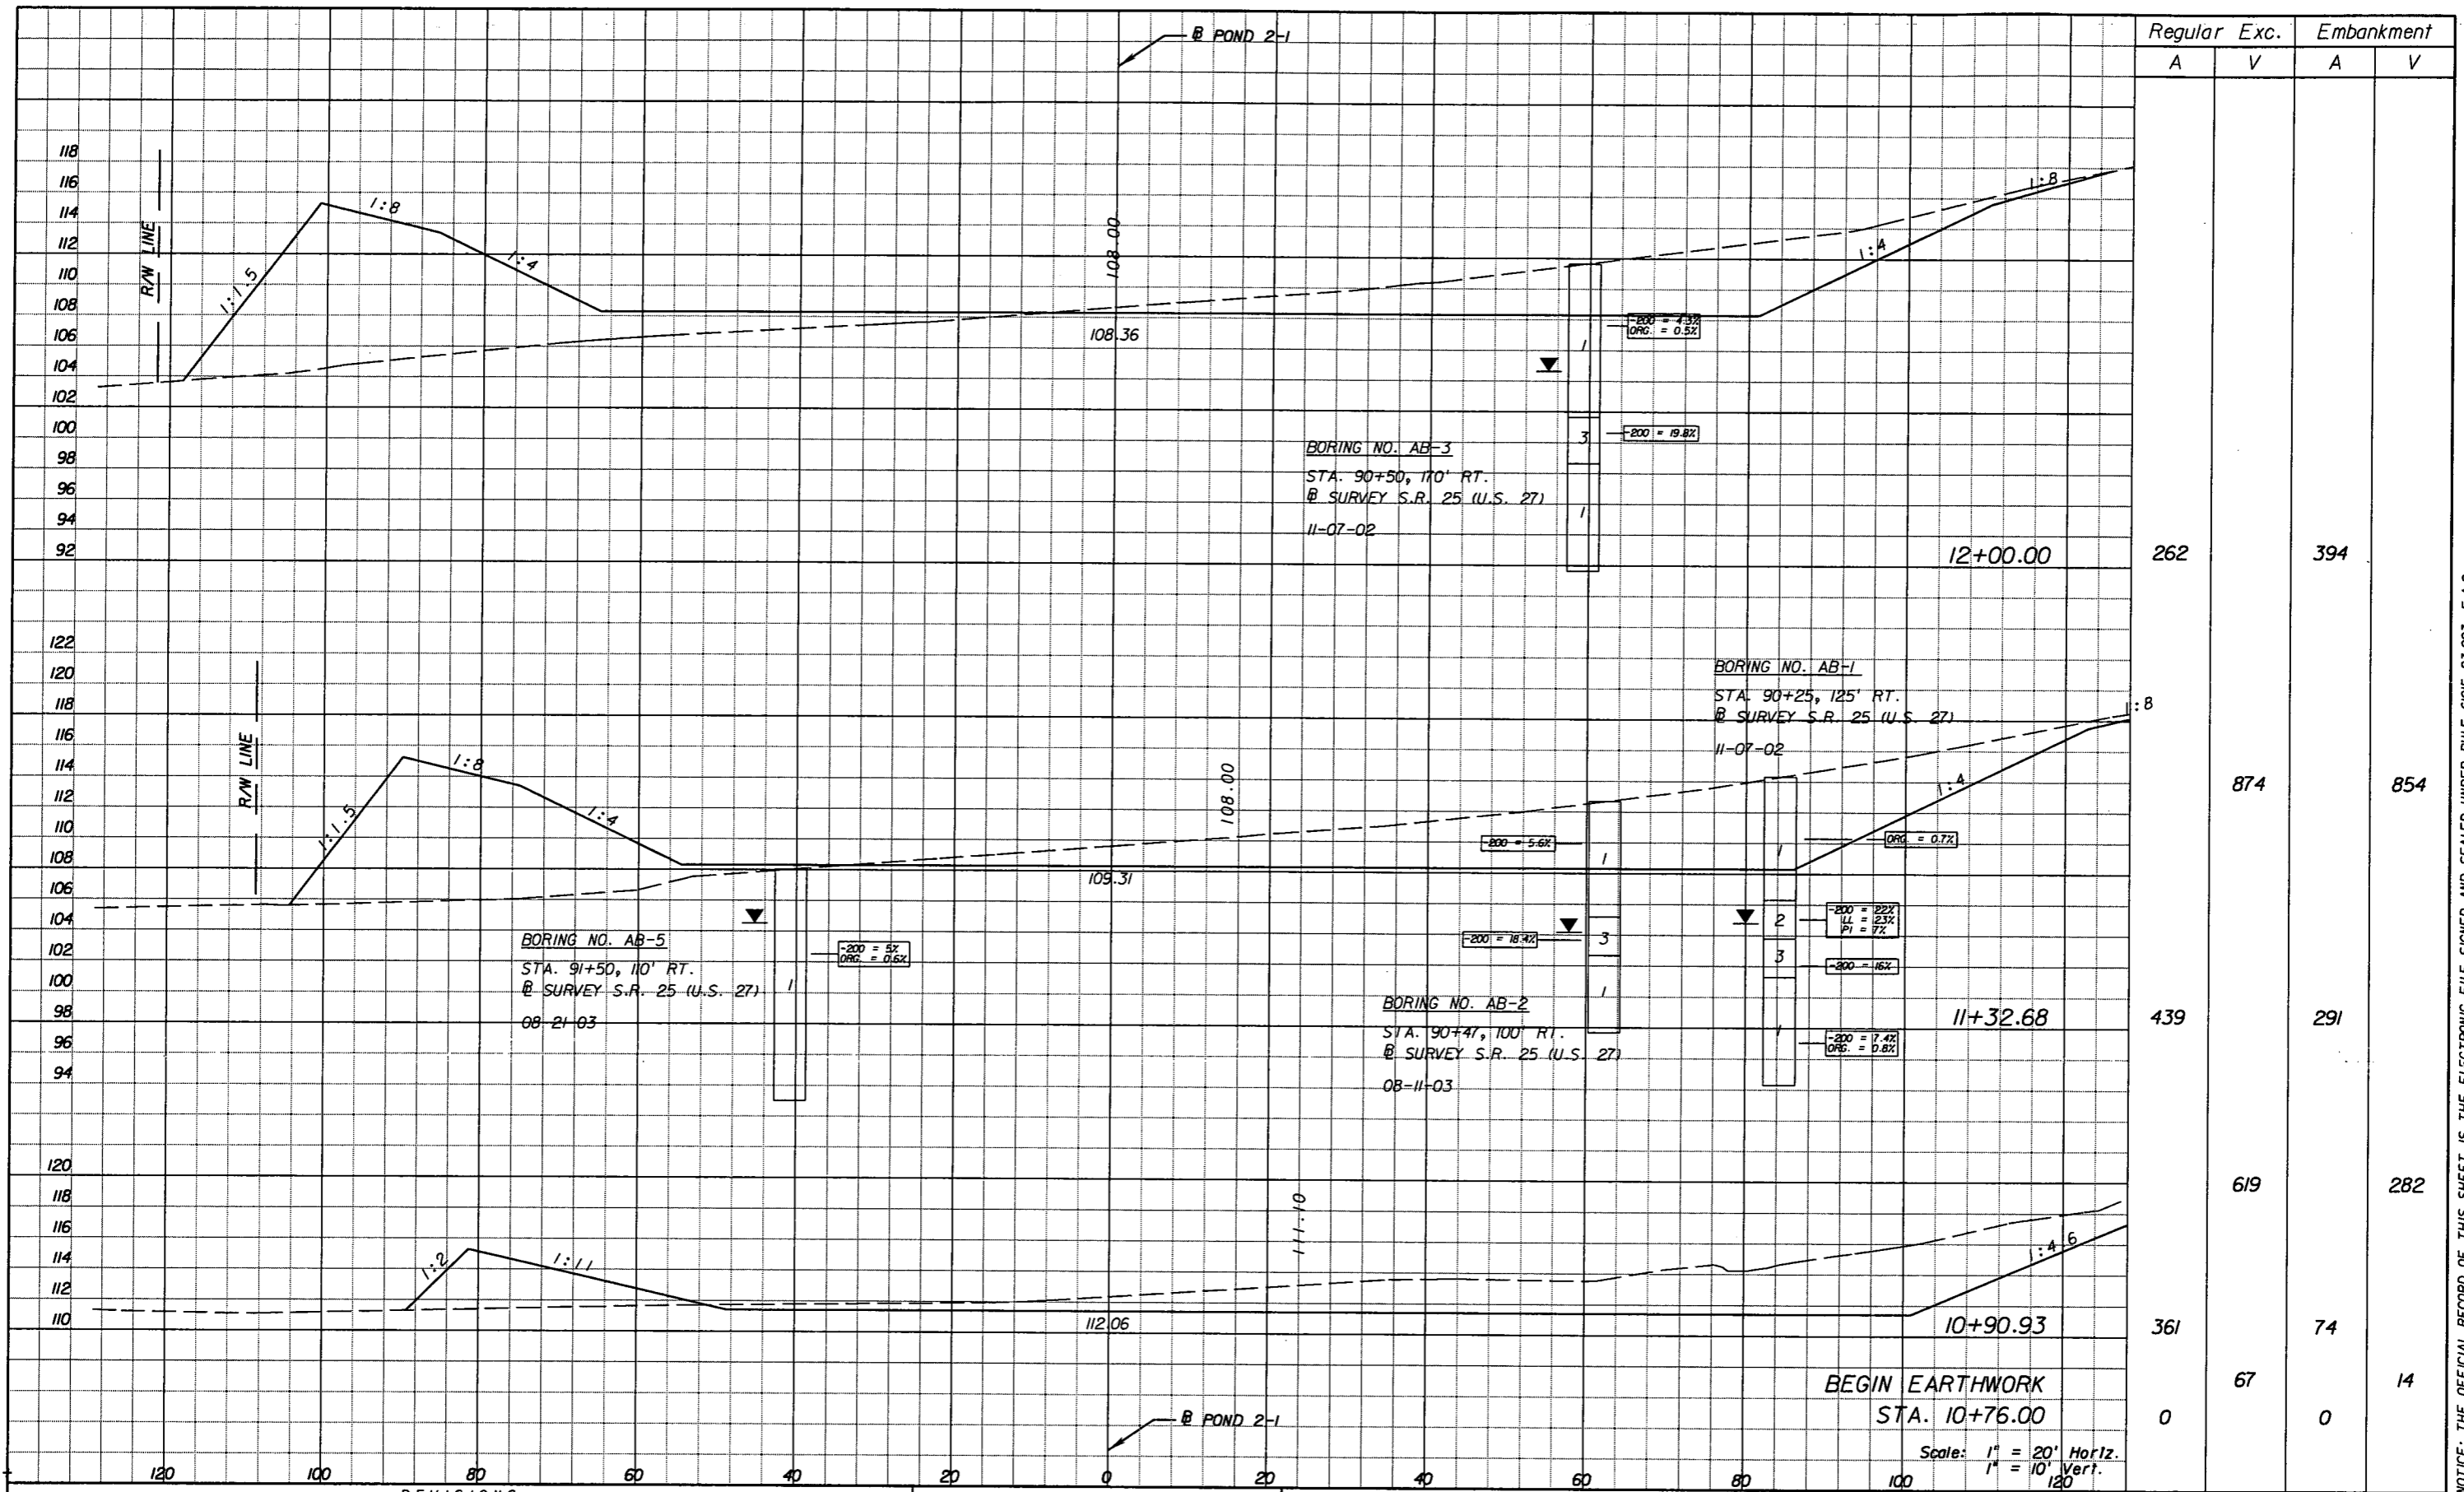 ℄ POND 2-1
Regular Exc.
Embankment
A V A V
118
116
114
112
110
108
106
104
102
100
98
96
94
92
R/W LINE
1:1.5
1:8
1:4
108.00
108.36
1:4
1:8
1
3
1
-200 = 4.3%
ORG. = 0.5%
-200 = 19.8%
BORING NO. AB-3
STA. 90+50, 170' RT.
℄ SURVEY S.R. 25 (U.S. 27)
11-07-02
12+00.00
262 394
122
120
118
116
114
112
110
108
106
104
102
100
98
96
94
R/W LINE
1:1.5
1:8
1:4
108.00
109.31
1:4
1:8
BORING NO. AB-1
STA. 90+25, 125' RT.
℄ SURVEY S.R. 25 (U.S. 27)
11-07-02
874 854
1
2
3
1
ORG. = 0.7%
-200 = 22%
LL = 23%
PI = 7%
-200 = 16%
-200 = 7.4%
ORG. = 0.8%
-200 = 5.6%
1
3
1
-200 = 18.4%
BORING NO. AB-5
STA. 91+50, 110' RT.
℄ SURVEY S.R. 25 (U.S. 27)
08-21-03
1
-200 = 5%
ORG. = 0.6%
BORING NO. AB-2
STA. 90+47, 100' RT.
℄ SURVEY S.R. 25 (U.S. 27)
08-11-03
11+32.68
439 291
120
118
116
114
112
110
619 282
1:2
1:11
111.10
112.06
1:4.6
10+90.93
361 74
BEGIN EARTHWORK
STA. 10+76.00
67 14
0 0
℄ POND 2-1
Scale: 1" = 20' Horiz.
1" = 10' Vert.
120 100 80 60 40 20 0 20 40 60 80 100 120